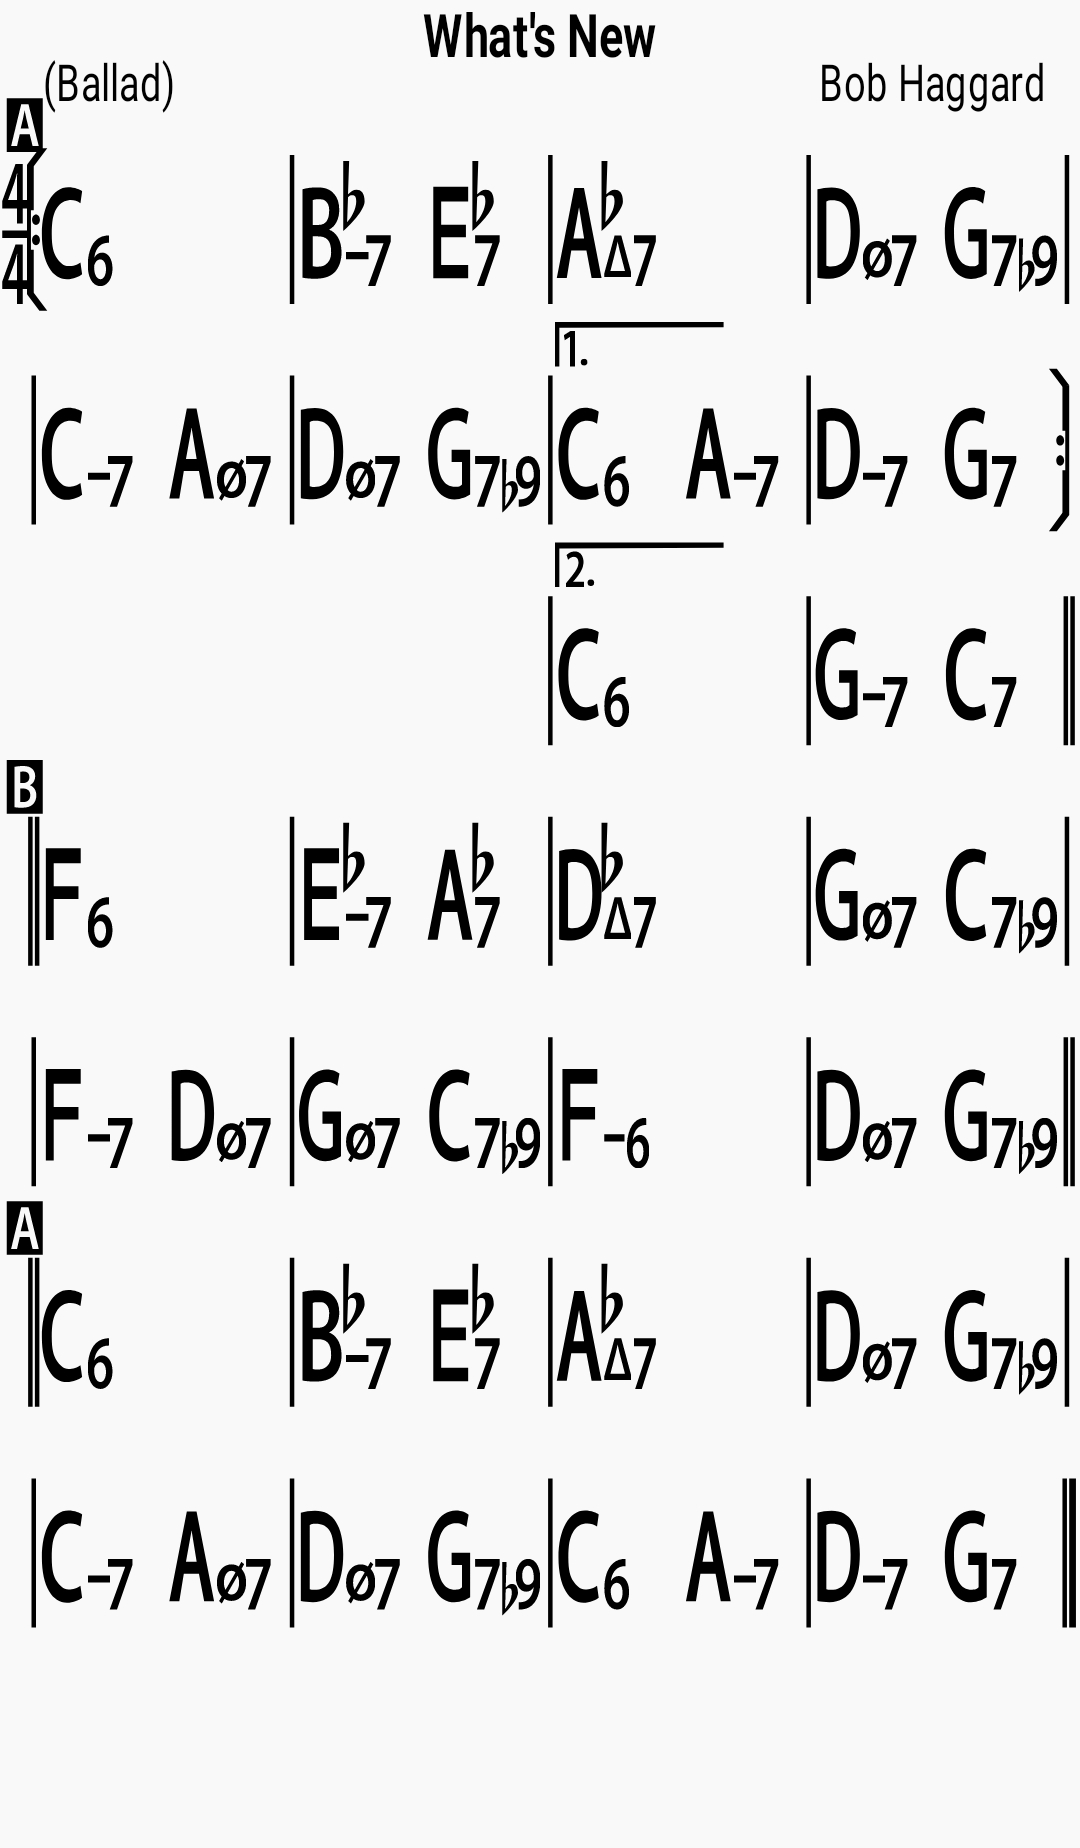 What's New
(Ballad) Bob Haggard
A
4/4 C6 B♭–7 E♭7 A♭Δ7 Dø7 G7♭9
1.
C–7 Aø7 Dø7 G7♭9 C6 A–7 D–7 G7
2.
C6 G–7 C7
B
F6 E♭–7 A♭7 D♭Δ7 Gø7 C7♭9
F–7 Dø7 Gø7 C7♭9 F–6 Dø7 G7♭9
A
C6 B♭–7 E♭7 A♭Δ7 Dø7 G7♭9
C–7 Aø7 Dø7 G7♭9 C6 A–7 D–7 G7